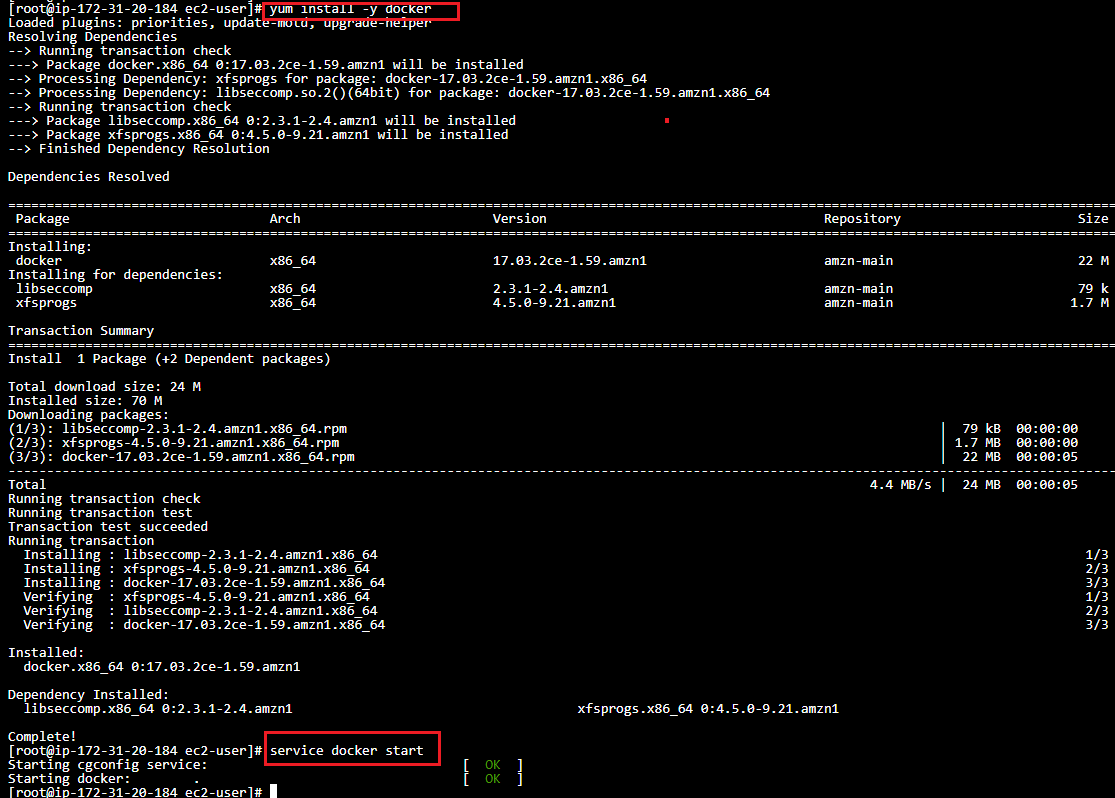 [root@ip-172-31-20-184 ec2-user]# yum install -y docker
Loaded plugins: priorities, update-motd, upgrade-helper
Resolving Dependencies
--> Running transaction check
---> Package docker.x86_64 0:17.03.2ce-1.59.amzn1 will be installed
--> Processing Dependency: xfsprogs for package: docker-17.03.2ce-1.59.amzn1.x86_64
--> Processing Dependency: libseccomp.so.2()(64bit) for package: docker-17.03.2ce-1.59.amzn1.x86_64
--> Running transaction check
---> Package libseccomp.x86_64 0:2.3.1-2.4.amzn1 will be installed
---> Package xfsprogs.x86_64 0:4.5.0-9.21.amzn1 will be installed
--> Finished Dependency Resolution
Dependencies Resolved
Package Arch Version Repository Size
Installing:
docker x86_64 17.03.2ce-1.59.amzn1 amzn-main 22 M
Installing for dependencies:
libseccomp x86_64 2.3.1-2.4.amzn1 amzn-main 79 k
xfsprogs x86_64 4.5.0-9.21.amzn1 amzn-main 1.7 M
Transaction Summary
Install 1 Package (+2 Dependent packages)
Total download size: 24 M
Installed size: 70 M
Downloading packages:
(1/3): libseccomp-2.3.1-2.4.amzn1.x86_64.rpm | 79 kB 00:00:00
(2/3): xfsprogs-4.5.0-9.21.amzn1.x86_64.rpm | 1.7 MB 00:00:00
(3/3): docker-17.03.2ce-1.59.amzn1.x86_64.rpm | 22 MB 00:00:05
Total 4.4 MB/s | 24 MB 00:00:05
Running transaction check
Running transaction test
Transaction test succeeded
Running transaction
Installing : libseccomp-2.3.1-2.4.amzn1.x86_64 1/3
Installing : xfsprogs-4.5.0-9.21.amzn1.x86_64 2/3
Installing : docker-17.03.2ce-1.59.amzn1.x86_64 3/3
Verifying : xfsprogs-4.5.0-9.21.amzn1.x86_64 1/3
Verifying : libseccomp-2.3.1-2.4.amzn1.x86_64 2/3
Verifying : docker-17.03.2ce-1.59.amzn1.x86_64 3/3
Installed:
docker.x86_64 0:17.03.2ce-1.59.amzn1
Dependency Installed:
libseccomp.x86_64 0:2.3.1-2.4.amzn1 xfsprogs.x86_64 0:4.5.0-9.21.amzn1
Complete!
[root@ip-172-31-20-184 ec2-user]# service docker start
Starting cgconfig service: [ OK ]
Starting docker: . [ OK ]
[root@ip-172-31-20-184 ec2-user]#